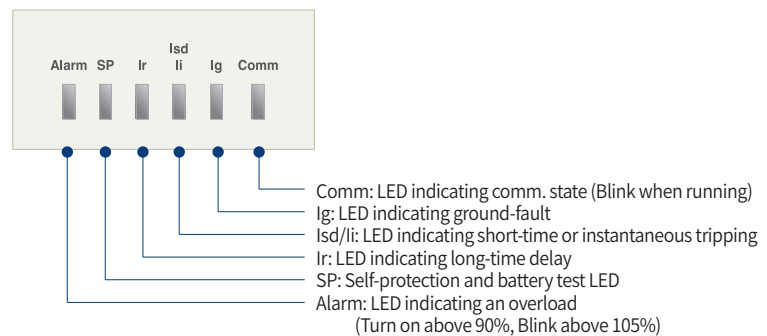 Isd
Alarm SP Ir Ii Ig Comm
Comm: LED indicating comm. state (Blink when running)
Ig: LED indicating ground-fault
Isd/Ii: LED indicating short-time or instantaneous tripping
Ir: LED indicating long-time delay
SP: Self-protection and battery test LED
Alarm: LED indicating an overload
(Turn on above 90%, Blink above 105%)